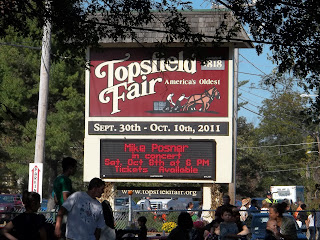 Topsfield 1818
Fair America's Oldest
SEPT. 30TH - OCT. 10TH, 2011
Mike Posner
in concert
Sat Oct 8th @ 6 PM
Tickets Available
www.topsfieldfair.org